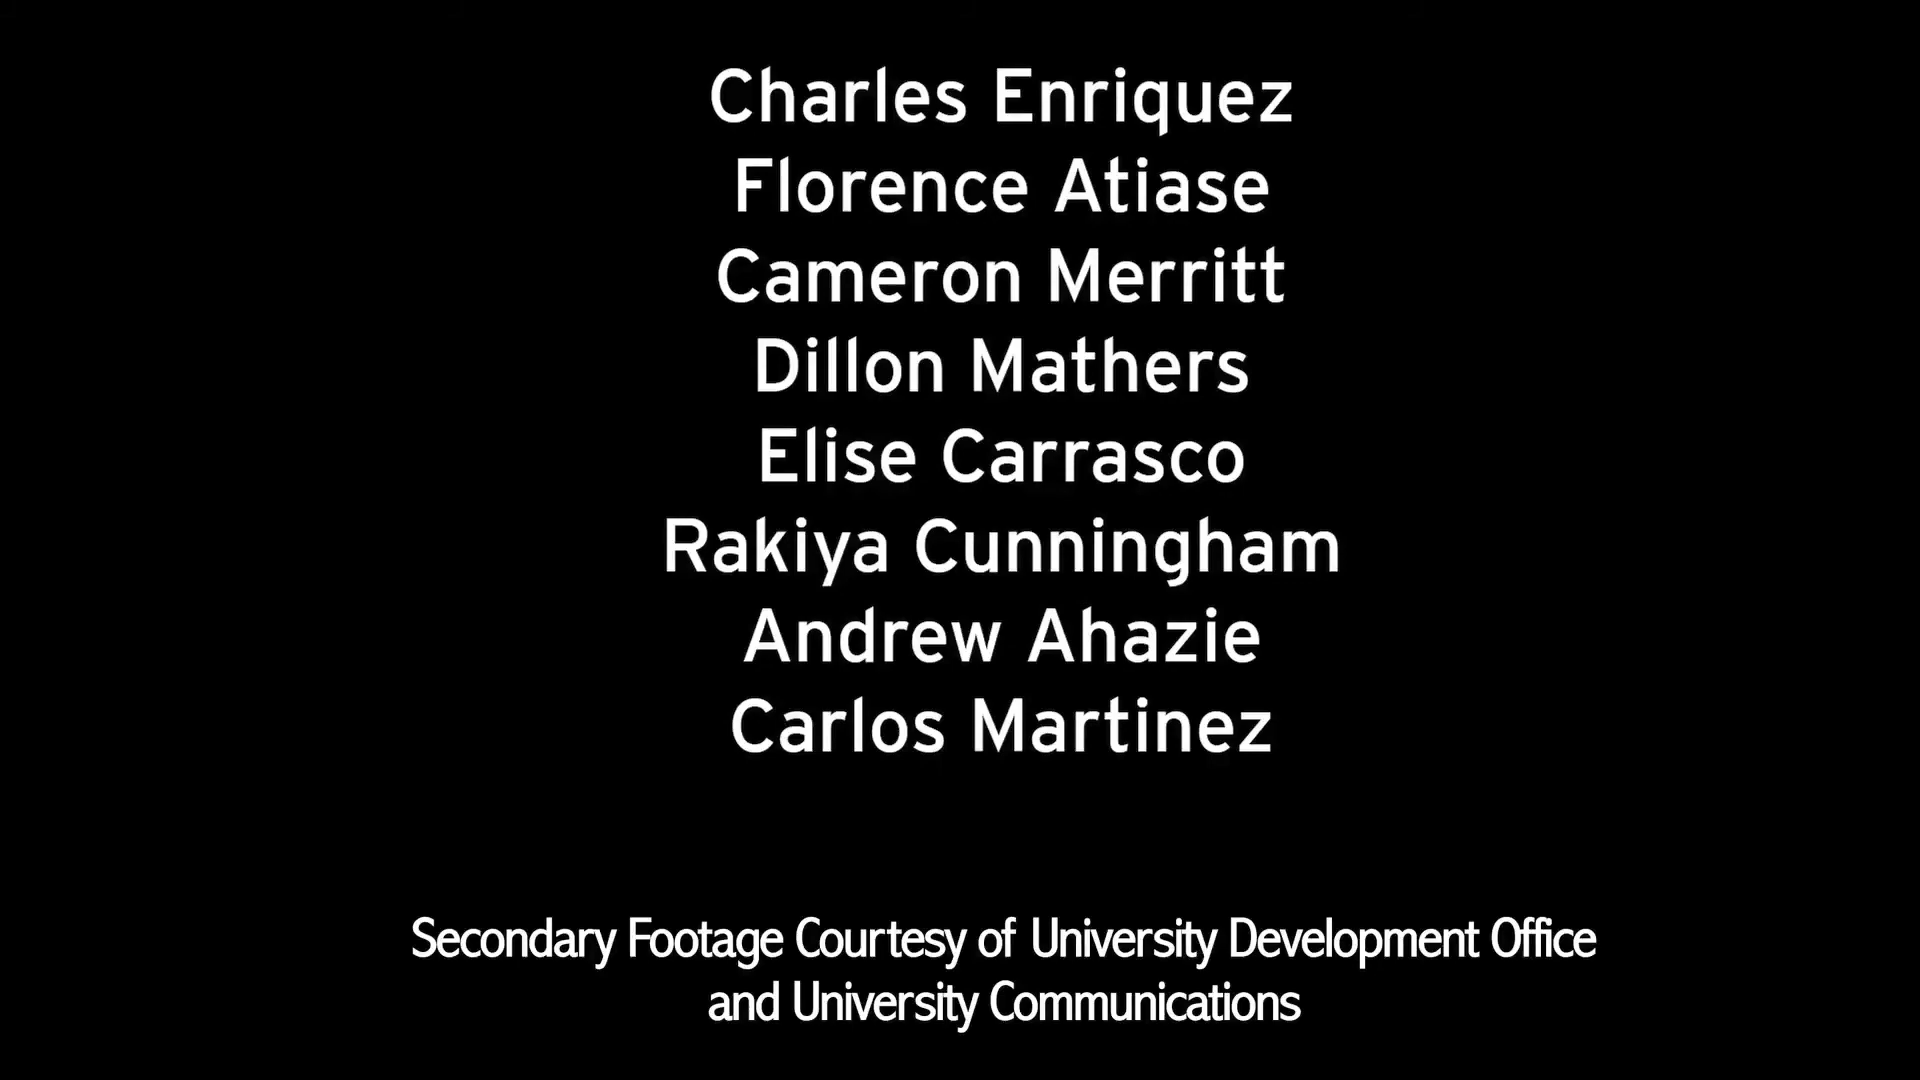 Charles Enriquez
Florence Atiase
Cameron Merritt
Dillon Mathers
Elise Carrasco
Rakiya Cunningham
Andrew Ahazie
Carlos Martinez
Secondary Footage Courtesy of University Development Office
and University Communications